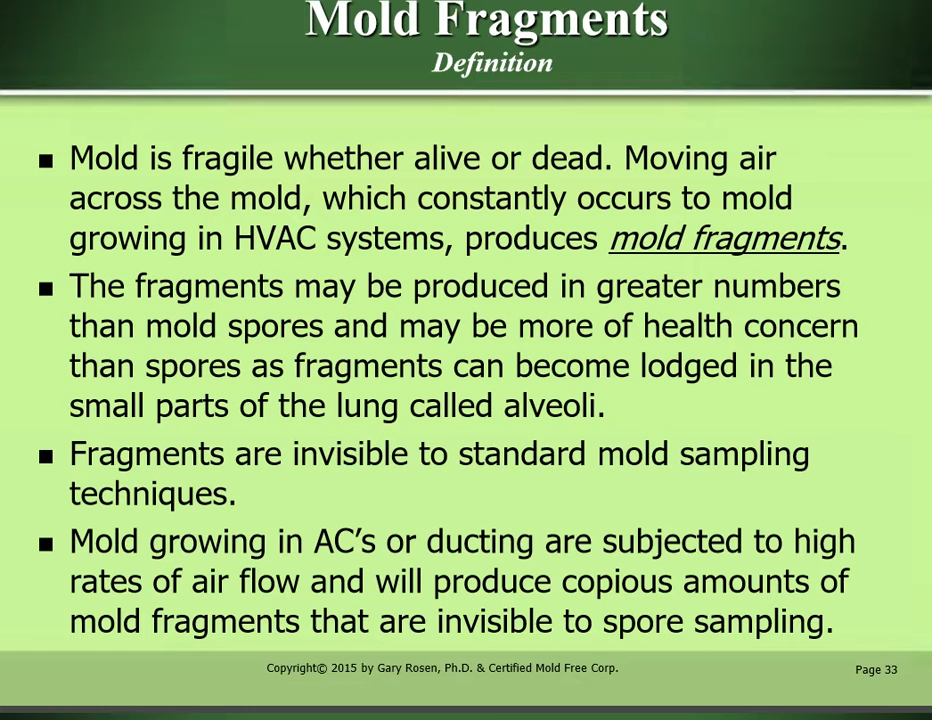 Mold Fragments
Definition
■ Mold is fragile whether alive or dead. Moving air
across the mold, which constantly occurs to mold
growing in HVAC systems, produces mold fragments.
■ The fragments may be produced in greater numbers
than mold spores and may be more of health concern
than spores as fragments can become lodged in the
small parts of the lung called alveoli.
■ Fragments are invisible to standard mold sampling
techniques.
■ Mold growing in AC’s or ducting are subjected to high
rates of air flow and will produce copious amounts of
mold fragments that are invisible to spore sampling.
Copyright© 2015 by Gary Rosen, Ph.D. & Certified Mold Free Corp.
Page 33